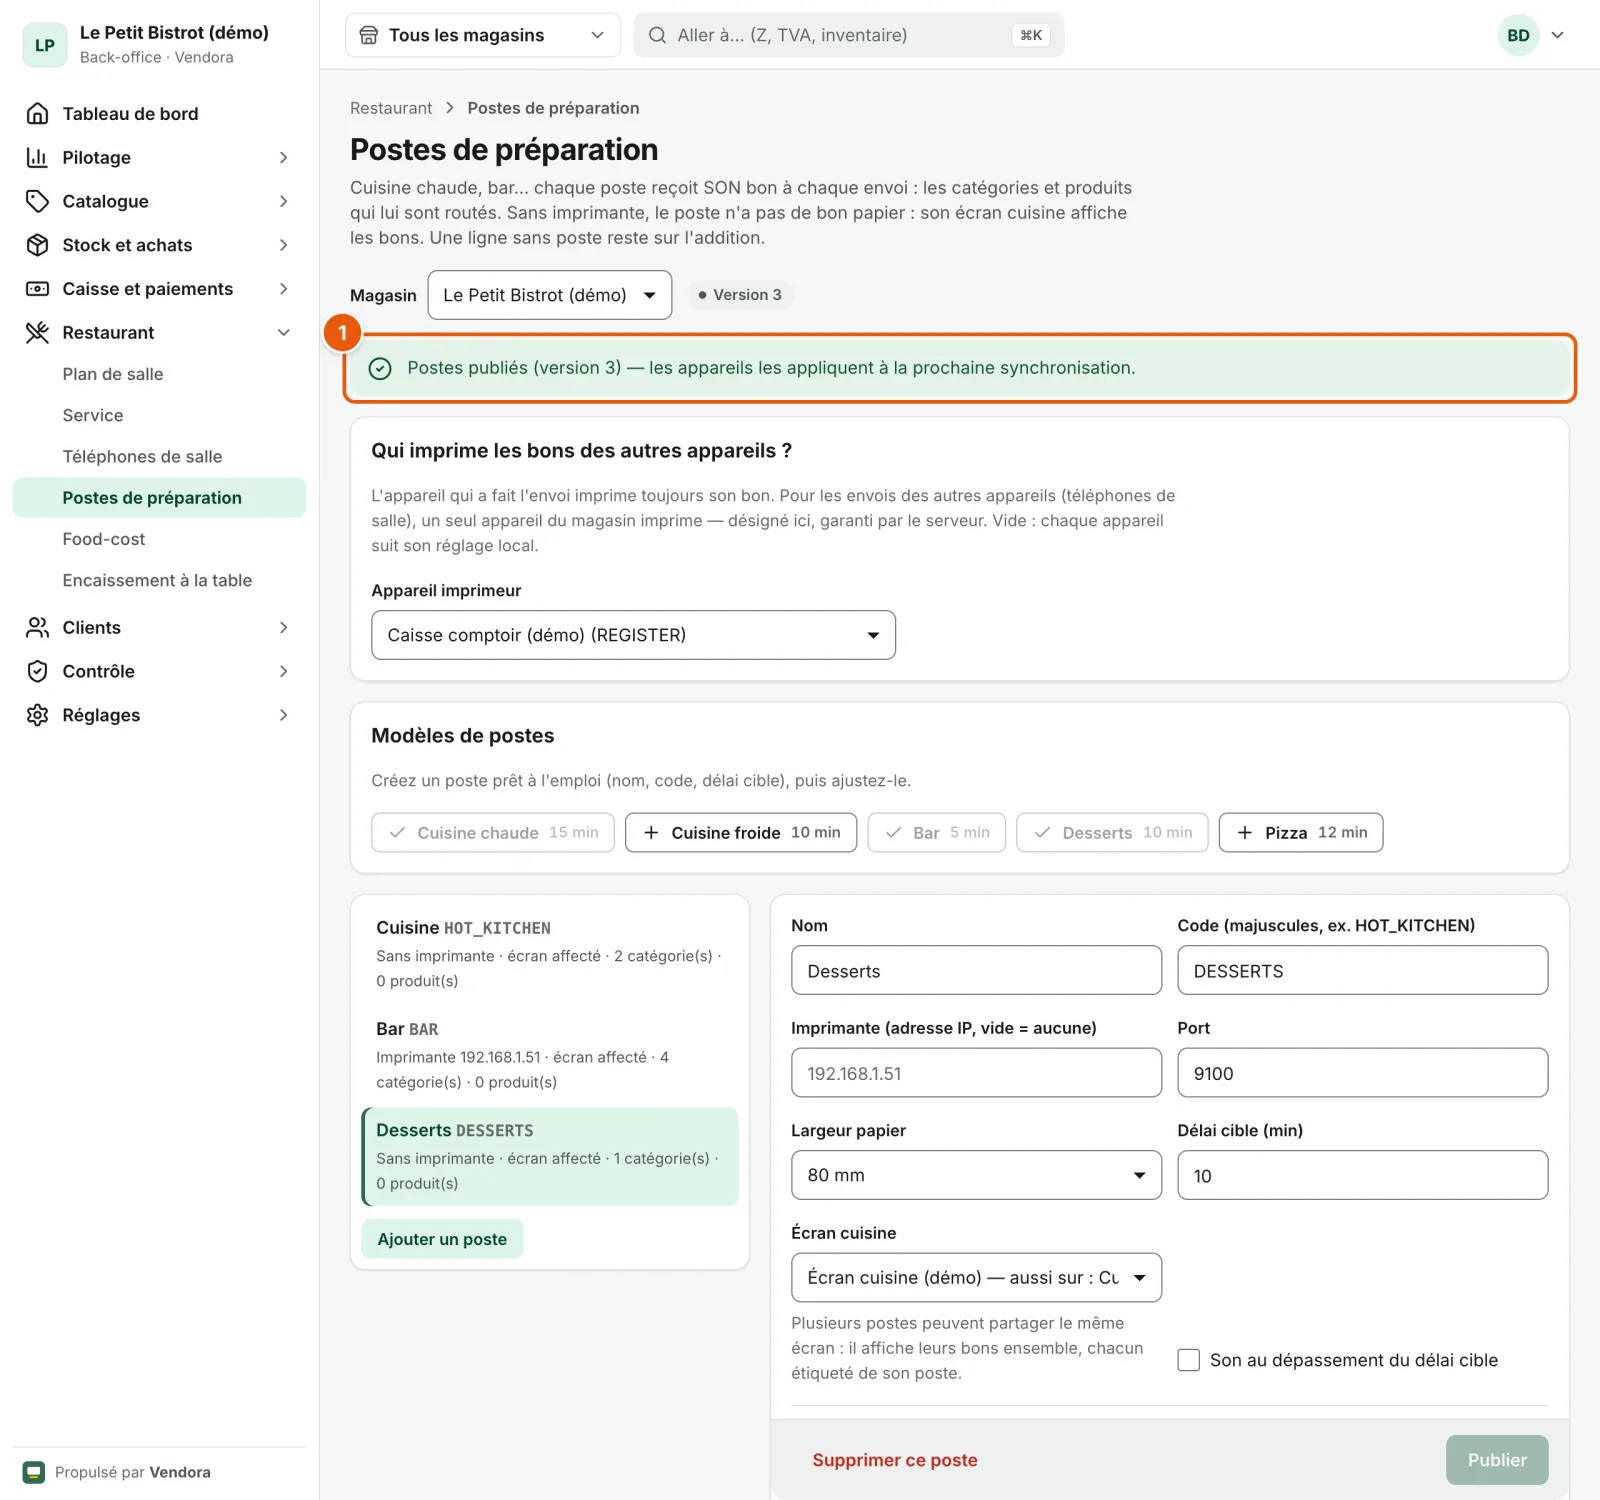 LP
Le Petit Bistrot (démo)
Back-office · Vendora
Tableau de bord
Pilotage
Catalogue
Stock et achats
Caisse et paiements
Restaurant
Plan de salle
Service
Téléphones de salle
Postes de préparation
Food-cost
Encaissement à la table
Clients
Contrôle
Réglages
Propulsé par Vendora
Tous les magasins
Aller à... (Z, TVA, inventaire)
⌘K
BD
Restaurant > Postes de préparation
Postes de préparation
Cuisine chaude, bar... chaque poste reçoit SON bon à chaque envoi : les catégories et produits
qui lui sont routés. Sans imprimante, le poste n'a pas de bon papier : son écran cuisine affiche
les bons. Une ligne sans poste reste sur l'addition.
Magasin
Le Petit Bistrot (démo)
Version 3
1
Postes publiés (version 3) — les appareils les appliquent à la prochaine synchronisation.
Qui imprime les bons des autres appareils ?
L'appareil qui a fait l'envoi imprime toujours son bon. Pour les envois des autres appareils (téléphones de
salle), un seul appareil du magasin imprime — désigné ici, garanti par le serveur. Vide : chaque appareil
suit son réglage local.
Appareil imprimeur
Caisse comptoir (démo) (REGISTER)
Modèles de postes
Créez un poste prêt à l'emploi (nom, code, délai cible), puis ajustez-le.
Cuisine chaude 15 min
Cuisine froide 10 min
Bar 5 min
Desserts 10 min
Pizza 12 min
Cuisine HOT_KITCHEN
Sans imprimante · écran affecté · 2 catégorie(s) ·
0 produit(s)
Bar BAR
Imprimante 192.168.1.51 · écran affecté · 4
catégorie(s) · 0 produit(s)
Desserts DESSERTS
Sans imprimante · écran affecté · 1 catégorie(s) ·
0 produit(s)
Ajouter un poste
Nom
Desserts
Code (majuscules, ex. HOT_KITCHEN)
DESSERTS
Imprimante (adresse IP, vide = aucune)
192.168.1.51
Port
9100
Largeur papier
80 mm
Délai cible (min)
10
Écran cuisine
Écran cuisine (démo) — aussi sur : Cu
Plusieurs postes peuvent partager le même
écran : il affiche leurs bons ensemble, chacun
étiqueté de son poste.
Son au dépassement du délai cible
Supprimer ce poste
Publier